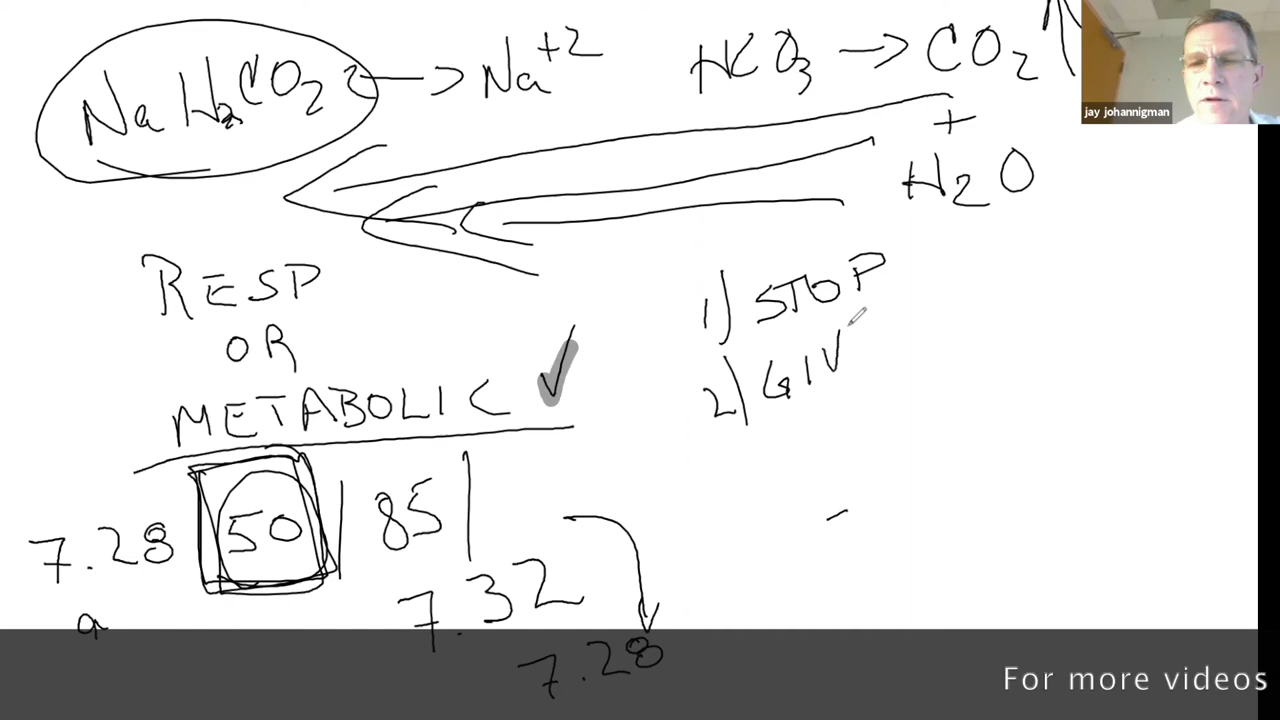 NaH2CO2 → Na+2 HCO3 → CO2 ↑
+
H2O
jay johannigman
RESP
OR
METABOLIC ✓
1) STOP
2) GIV
7.28 50 | 85 |
a
7.32
7.28
For more videos